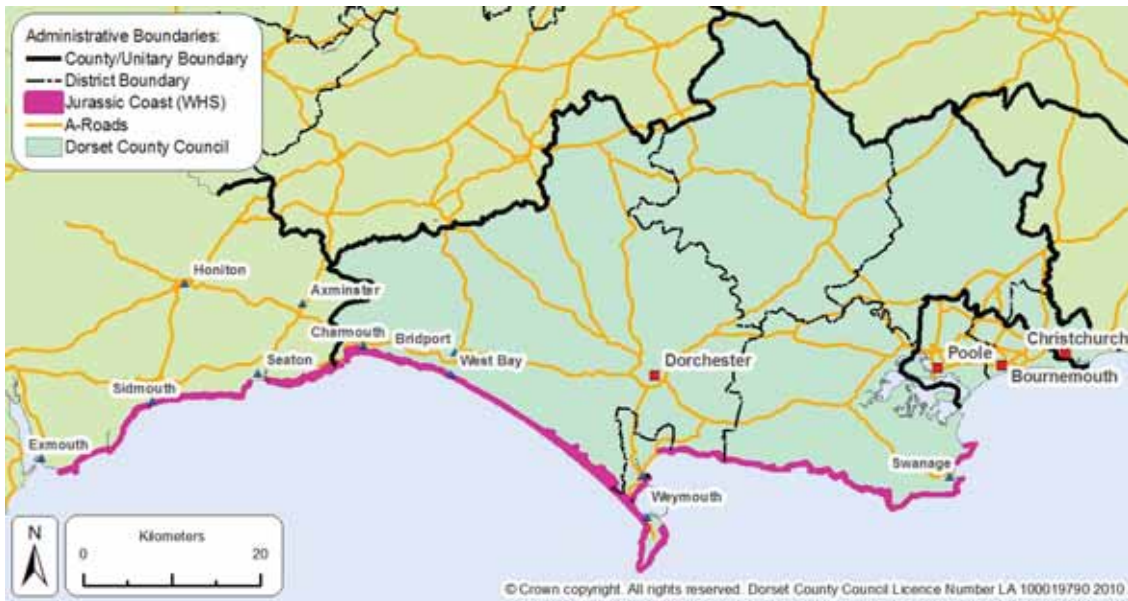 Administrative Boundaries:
County/Unitary Boundary
District Boundary
Jurassic Coast (WHS)
A-Roads
Dorset County Council
Honiton
Axminster
Charmouth
Bridport
Christchurch
Seaton
West Bay
Dorchester
Poole
Bournemouth
Sidmouth
Exmouth
Swanage
Weymouth
N
Kilometers
0 20
© Crown copyright. All rights reserved. Dorset County Council Licence Number LA 100019790 2010